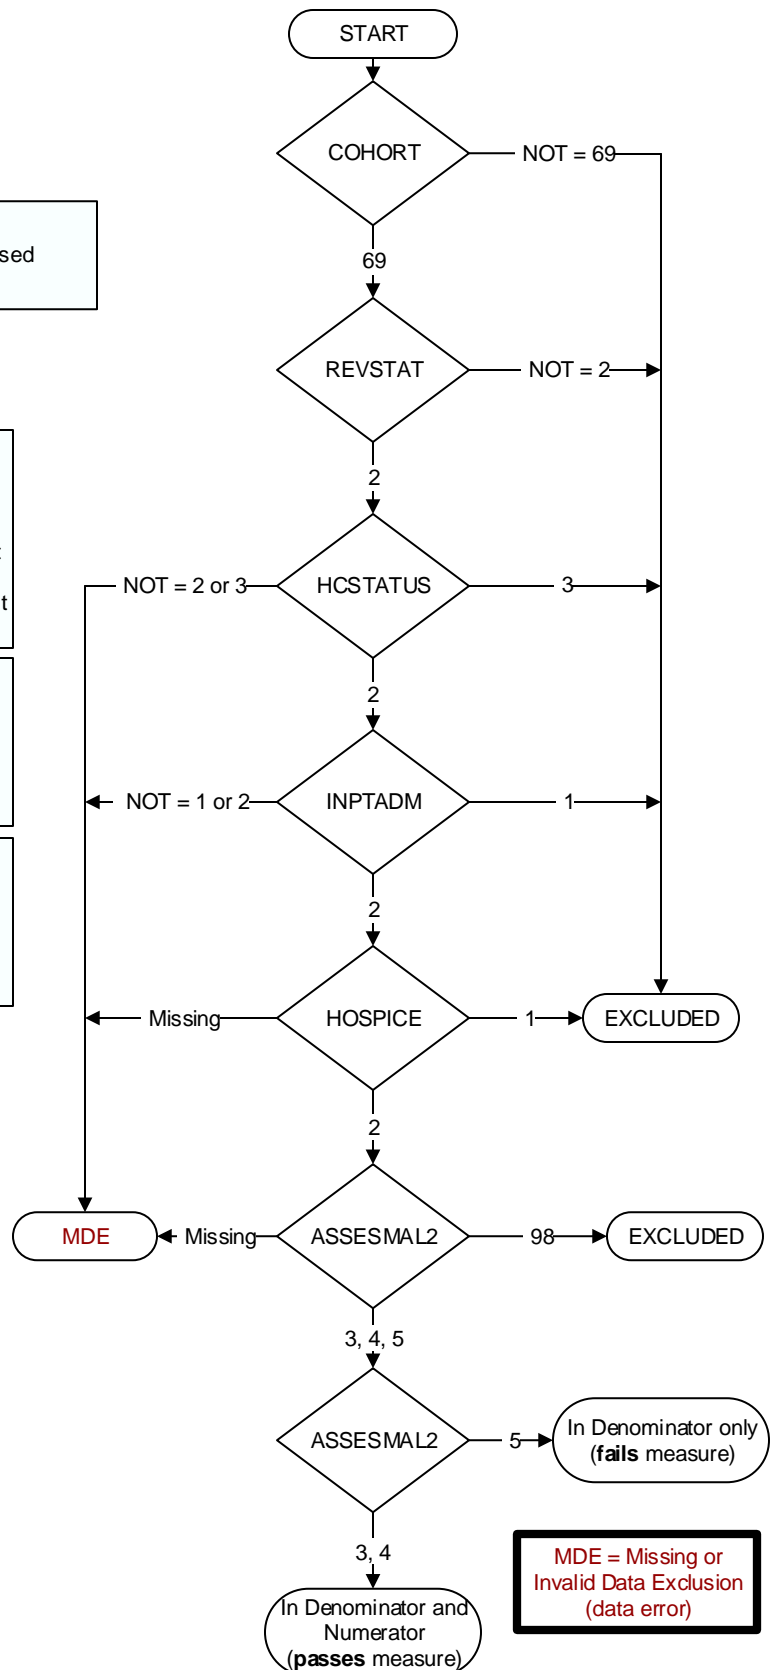 START
COHORT
NOT = 69
69
REVSTAT
NOT = 2
2
NOT = 2 or 3
HCSTATUS
3
2
NOT = 1 or 2
INPTADM
1
2
Missing
HOSPICE
1
EXCLUDED
2
MDE
Missing
ASSESMAL2
98
EXCLUDED
3, 4, 5
ASSESMAL2
5
In Denominator only
(fails measure)
3, 4
In Denominator and
Numerator
(passes measure)
MDE = Missing or
Invalid Data Exclusion
(data error)